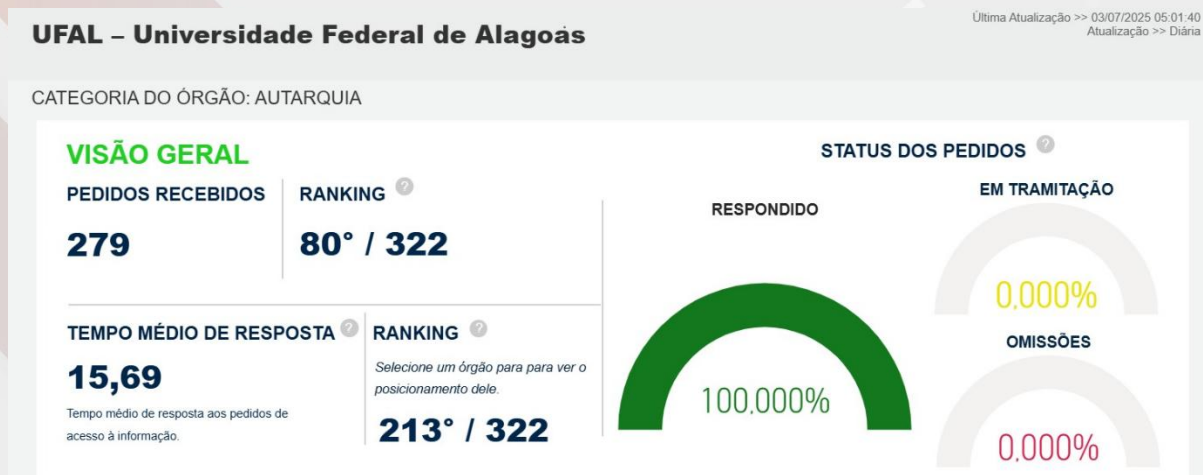 UFAL – Universidade Federal de Alagoas
Última Atualização >> 03/07/2025 05:01:40
Atualização >> Diária
CATEGORIA DO ÓRGÃO: AUTARQUIA
VISÃO GERAL
PEDIDOS RECEBIDOS
279
RANKING ?
80° / 322
TEMPO MÉDIO DE RESPOSTA ?
15,69
Tempo médio de resposta aos pedidos de
acesso à informação.
RANKING ?
Selecione um órgão para para ver o
posicionamento dele.
213° / 322
STATUS DOS PEDIDOS ?
RESPONDIDO
100,000%
EM TRAMITAÇÃO
0,000%
OMISSÕES
0,000%